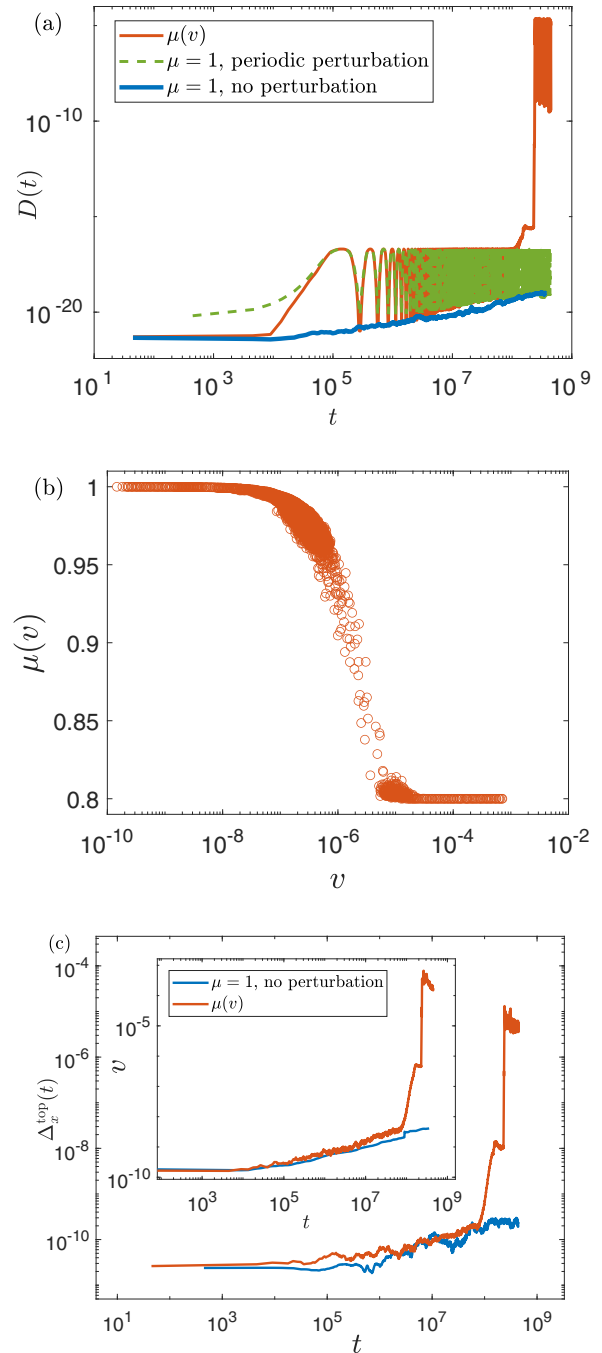 (a)
μ(v)
μ = 1, periodic perturbation
μ = 1, no perturbation
10^-10
10^-20
D(t)
10^1 10^3 10^5 10^7 10^9
t
(b)
1
0.95
0.9
0.85
0.8
μ(v)
10^-10 10^-8 10^-6 10^-4 10^-2
v
(c)
10^-4
10^-6
10^-8
10^-10
Δ_x^top(t)
μ = 1, no perturbation
μ(v)
10^-5
10^-10
v
10^3 10^5 10^7 10^9
t
10^1 10^3 10^5 10^7 10^9
t